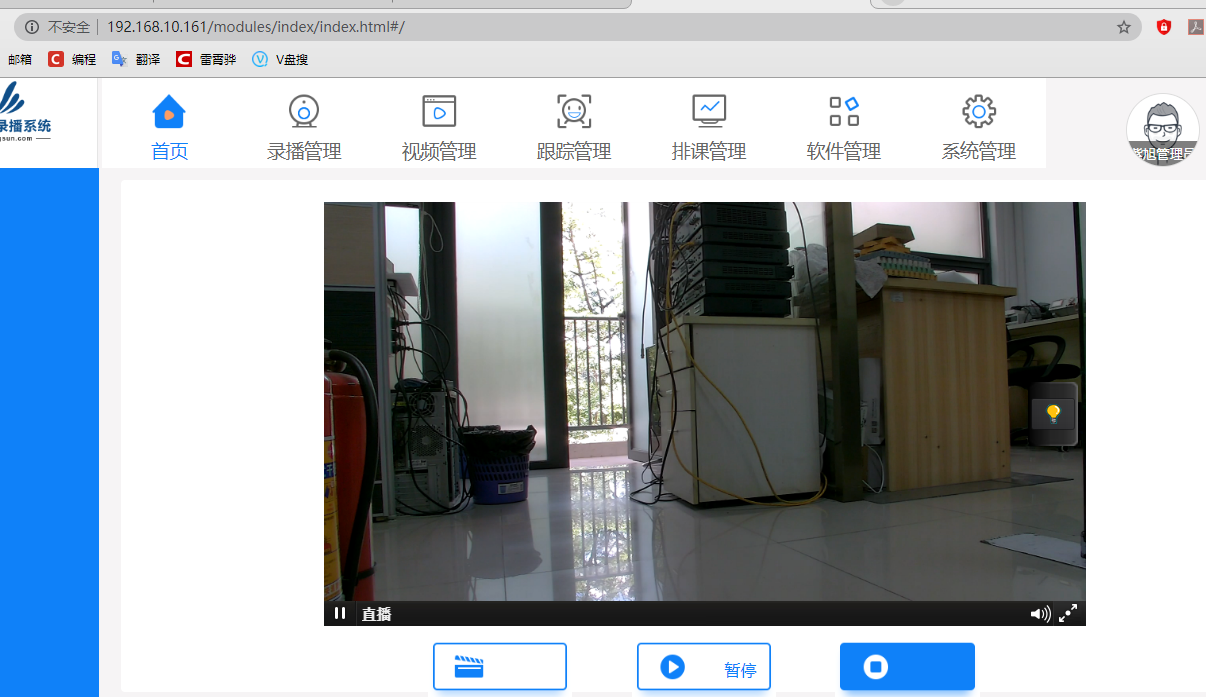 不安全 192.168.10.161/modules/index/index.html#/
邮箱 编程 翻译 雷霄骅 V盘搜
录播系统
首页 录播管理 视频管理 跟踪管理 排课管理 软件管理 系统管理
紫旭管理员
直播
暂停